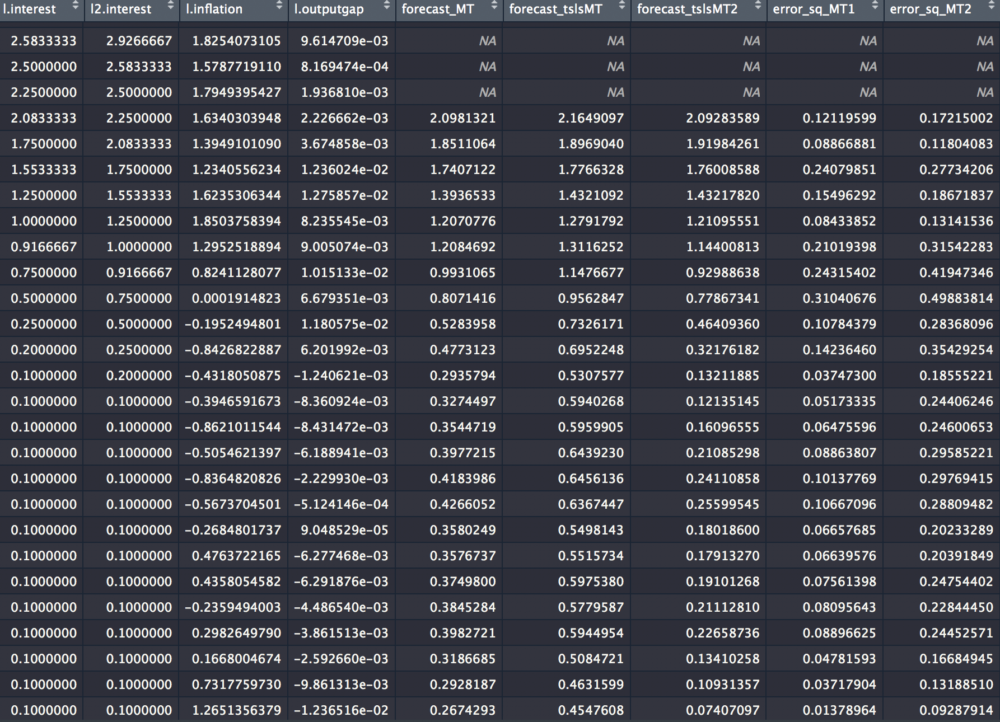 l.interest l2.interest l.inflation l.outputgap forecast_MT forecast_tslsMT forecast_tslsMT2 error_sq_MT1 error_sq_MT2
2.5833333 2.9266667 1.8254073105 9.614709e-03 NA NA NA NA NA
2.5000000 2.5833333 1.5787719110 8.169474e-04 NA NA NA NA NA
2.2500000 2.5000000 1.7949395427 1.936810e-03 NA NA NA NA NA
2.0833333 2.2500000 1.6340303948 2.226662e-03 2.0981321 2.1649097 2.09283589 0.12119599 0.17215002
1.7500000 2.0833333 1.3949101090 3.674858e-03 1.8511064 1.8969040 1.91984261 0.08866881 0.11804083
1.5533333 1.7500000 1.2340556234 1.236024e-02 1.7407122 1.7766328 1.76008588 0.24079851 0.27734206
1.2500000 1.5533333 1.6235306344 1.275857e-02 1.3936533 1.4321092 1.43217820 0.15496292 0.18671837
1.0000000 1.2500000 1.8503758394 8.235545e-03 1.2070776 1.2791792 1.21095551 0.08433852 0.13141536
0.9166667 1.0000000 1.2952518894 9.005074e-03 1.2084692 1.3116252 1.14400813 0.21019398 0.31542283
0.7500000 0.9166667 0.8241128077 1.015133e-02 0.9931065 1.1476677 0.92988638 0.24315402 0.41947346
0.5000000 0.7500000 0.0001914823 6.679351e-03 0.8071416 0.9562847 0.77867341 0.31040676 0.49883814
0.2500000 0.5000000 -0.1952494801 1.180575e-02 0.5283958 0.7326171 0.46409360 0.10784379 0.28368096
0.2000000 0.2500000 -0.8426822887 6.201992e-03 0.4773123 0.6952248 0.32176182 0.14236460 0.35429254
0.1000000 0.2000000 -0.4318050875 -1.240621e-03 0.2935794 0.5307577 0.13211885 0.03747300 0.18555221
0.1000000 0.1000000 -0.3946591673 -8.360924e-03 0.3274497 0.5940268 0.12135145 0.05173335 0.24406246
0.1000000 0.1000000 -0.8621011544 -8.431472e-03 0.3544719 0.5959905 0.16096555 0.06475596 0.24600653
0.1000000 0.1000000 -0.5054621397 -6.188941e-03 0.3977215 0.6439230 0.21085298 0.08863807 0.29585221
0.1000000 0.1000000 -0.8364820826 -2.229930e-03 0.4183986 0.6456136 0.24110858 0.10137769 0.29769415
0.1000000 0.1000000 -0.5673704501 -5.124146e-04 0.4266052 0.6367447 0.25599545 0.10667096 0.28809482
0.1000000 0.1000000 -0.2684801737 9.048529e-05 0.3580249 0.5498143 0.18018600 0.06657685 0.20233289
0.1000000 0.1000000 0.4763722165 -6.277468e-03 0.3576737 0.5515734 0.17913270 0.06639576 0.20391849
0.1000000 0.1000000 0.4358054582 -6.291876e-03 0.3749800 0.5975380 0.19101268 0.07561398 0.24754402
0.1000000 0.1000000 -0.2359494003 -4.486540e-03 0.3845284 0.5779587 0.21112810 0.08095643 0.22844450
0.1000000 0.1000000 0.2982649790 -3.861513e-03 0.3982721 0.5944954 0.22658736 0.08896625 0.24452571
0.1000000 0.1000000 0.1668004674 -2.592660e-03 0.3186685 0.5084721 0.13410258 0.04781593 0.16684945
0.1000000 0.1000000 0.7317759730 -9.861313e-03 0.2928187 0.4631599 0.10931357 0.03717904 0.13188510
0.1000000 0.1000000 1.2651356379 -1.236516e-02 0.2674293 0.4547608 0.07407097 0.01378964 0.09287914